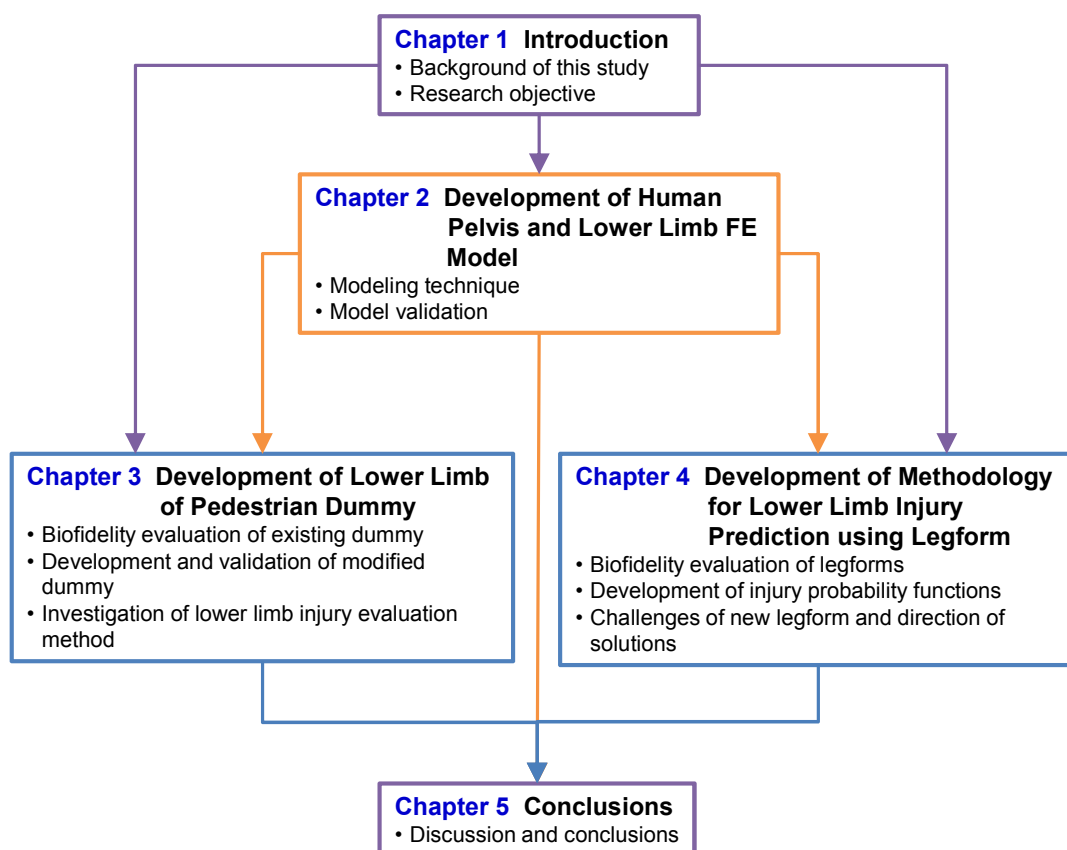 Chapter 1 Introduction
• Background of this study
• Research objective
Chapter 2 Development of Human
Pelvis and Lower Limb FE
Model
• Modeling technique
• Model validation
Chapter 3 Development of Lower Limb
of Pedestrian Dummy
• Biofidelity evaluation of existing dummy
• Development and validation of modified
dummy
• Investigation of lower limb injury evaluation
method
Chapter 4 Development of Methodology
for Lower Limb Injury
Prediction using Legform
• Biofidelity evaluation of legforms
• Development of injury probability functions
• Challenges of new legform and direction of
solutions
Chapter 5 Conclusions
• Discussion and conclusions